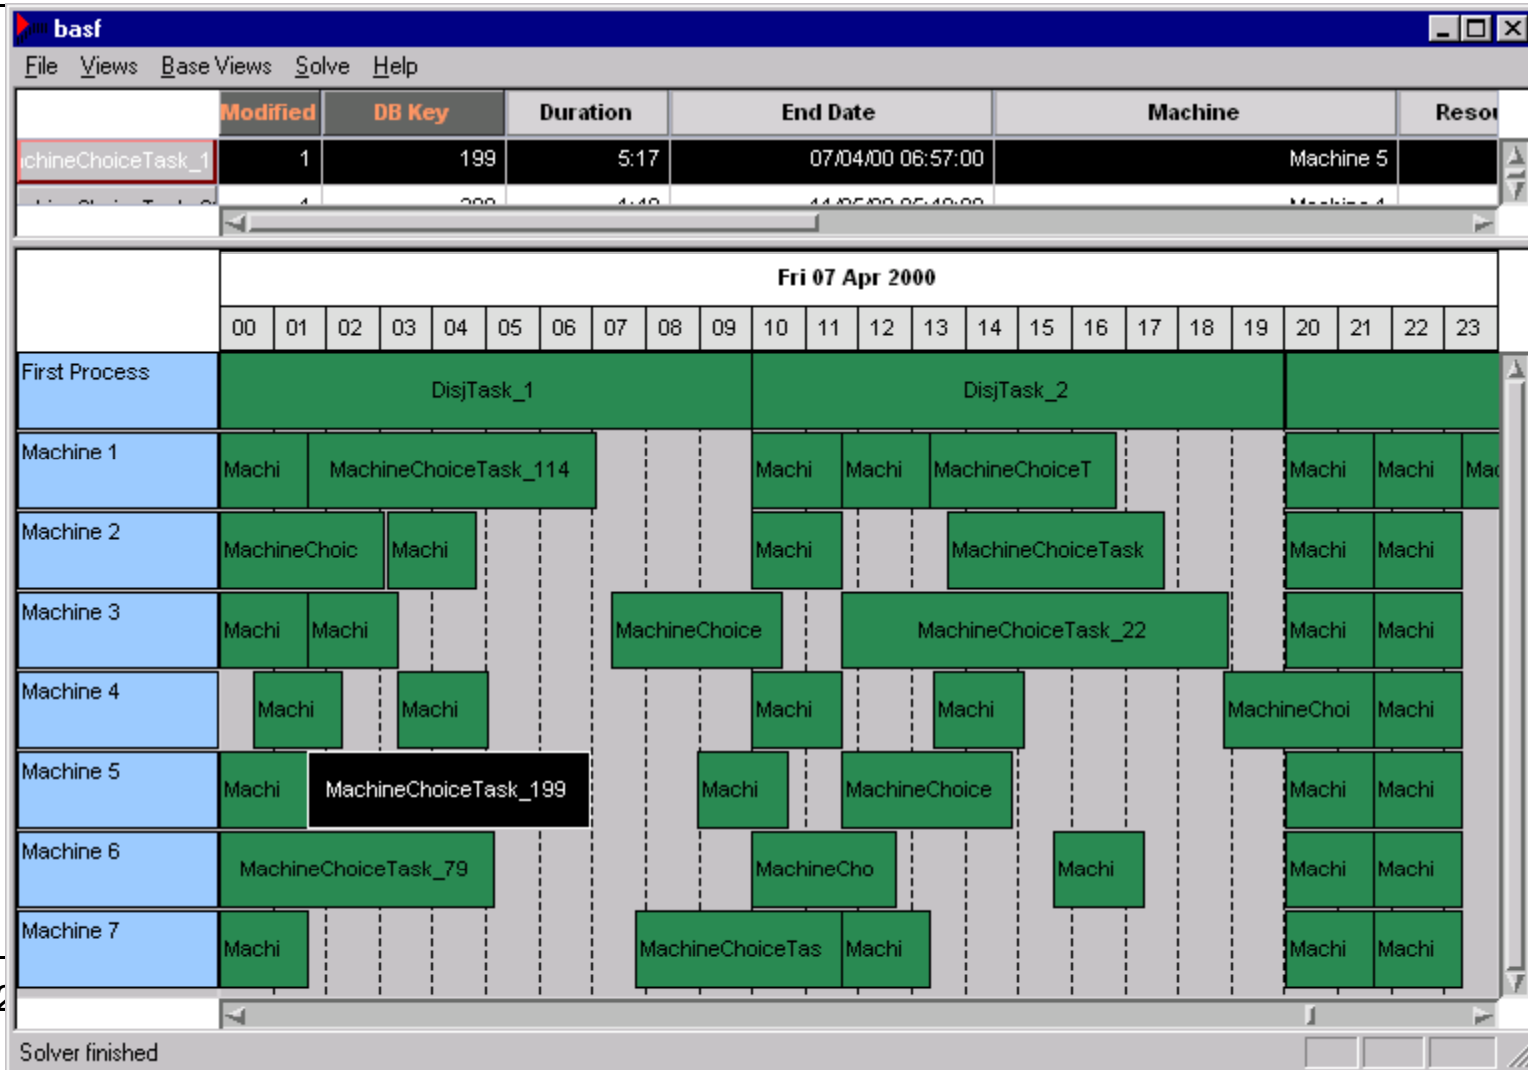 basf
File Views Base Views Solve Help
Modified DB Key Duration End Date Machine Resou
achineChoiceTask_1 1 199 5:17 07/04/00 06:57:00 Machine 5
Fri 07 Apr 2000
00 01 02 03 04 05 06 07 08 09 10 11 12 13 14 15 16 17 18 19 20 21 22 23
First Process DisjTask_1 DisjTask_2
Machine 1 Machi MachineChoiceTask_114 Machi Machi MachineChoiceT Machi Machi Mac
Machine 2 MachineChoic Machi Machi MachineChoiceTask Machi Machi
Machine 3 Machi Machi MachineChoice MachineChoiceTask_22 Machi Machi
Machine 4 Machi Machi Machi Machi MachineChoi Machi
Machine 5 Machi MachineChoiceTask_199 Machi MachineChoice Machi Machi
Machine 6 MachineChoiceTask_79 MachineCho Machi Machi Machi
Machine 7 Machi MachineChoiceTas Machi Machi Machi
Solver finished